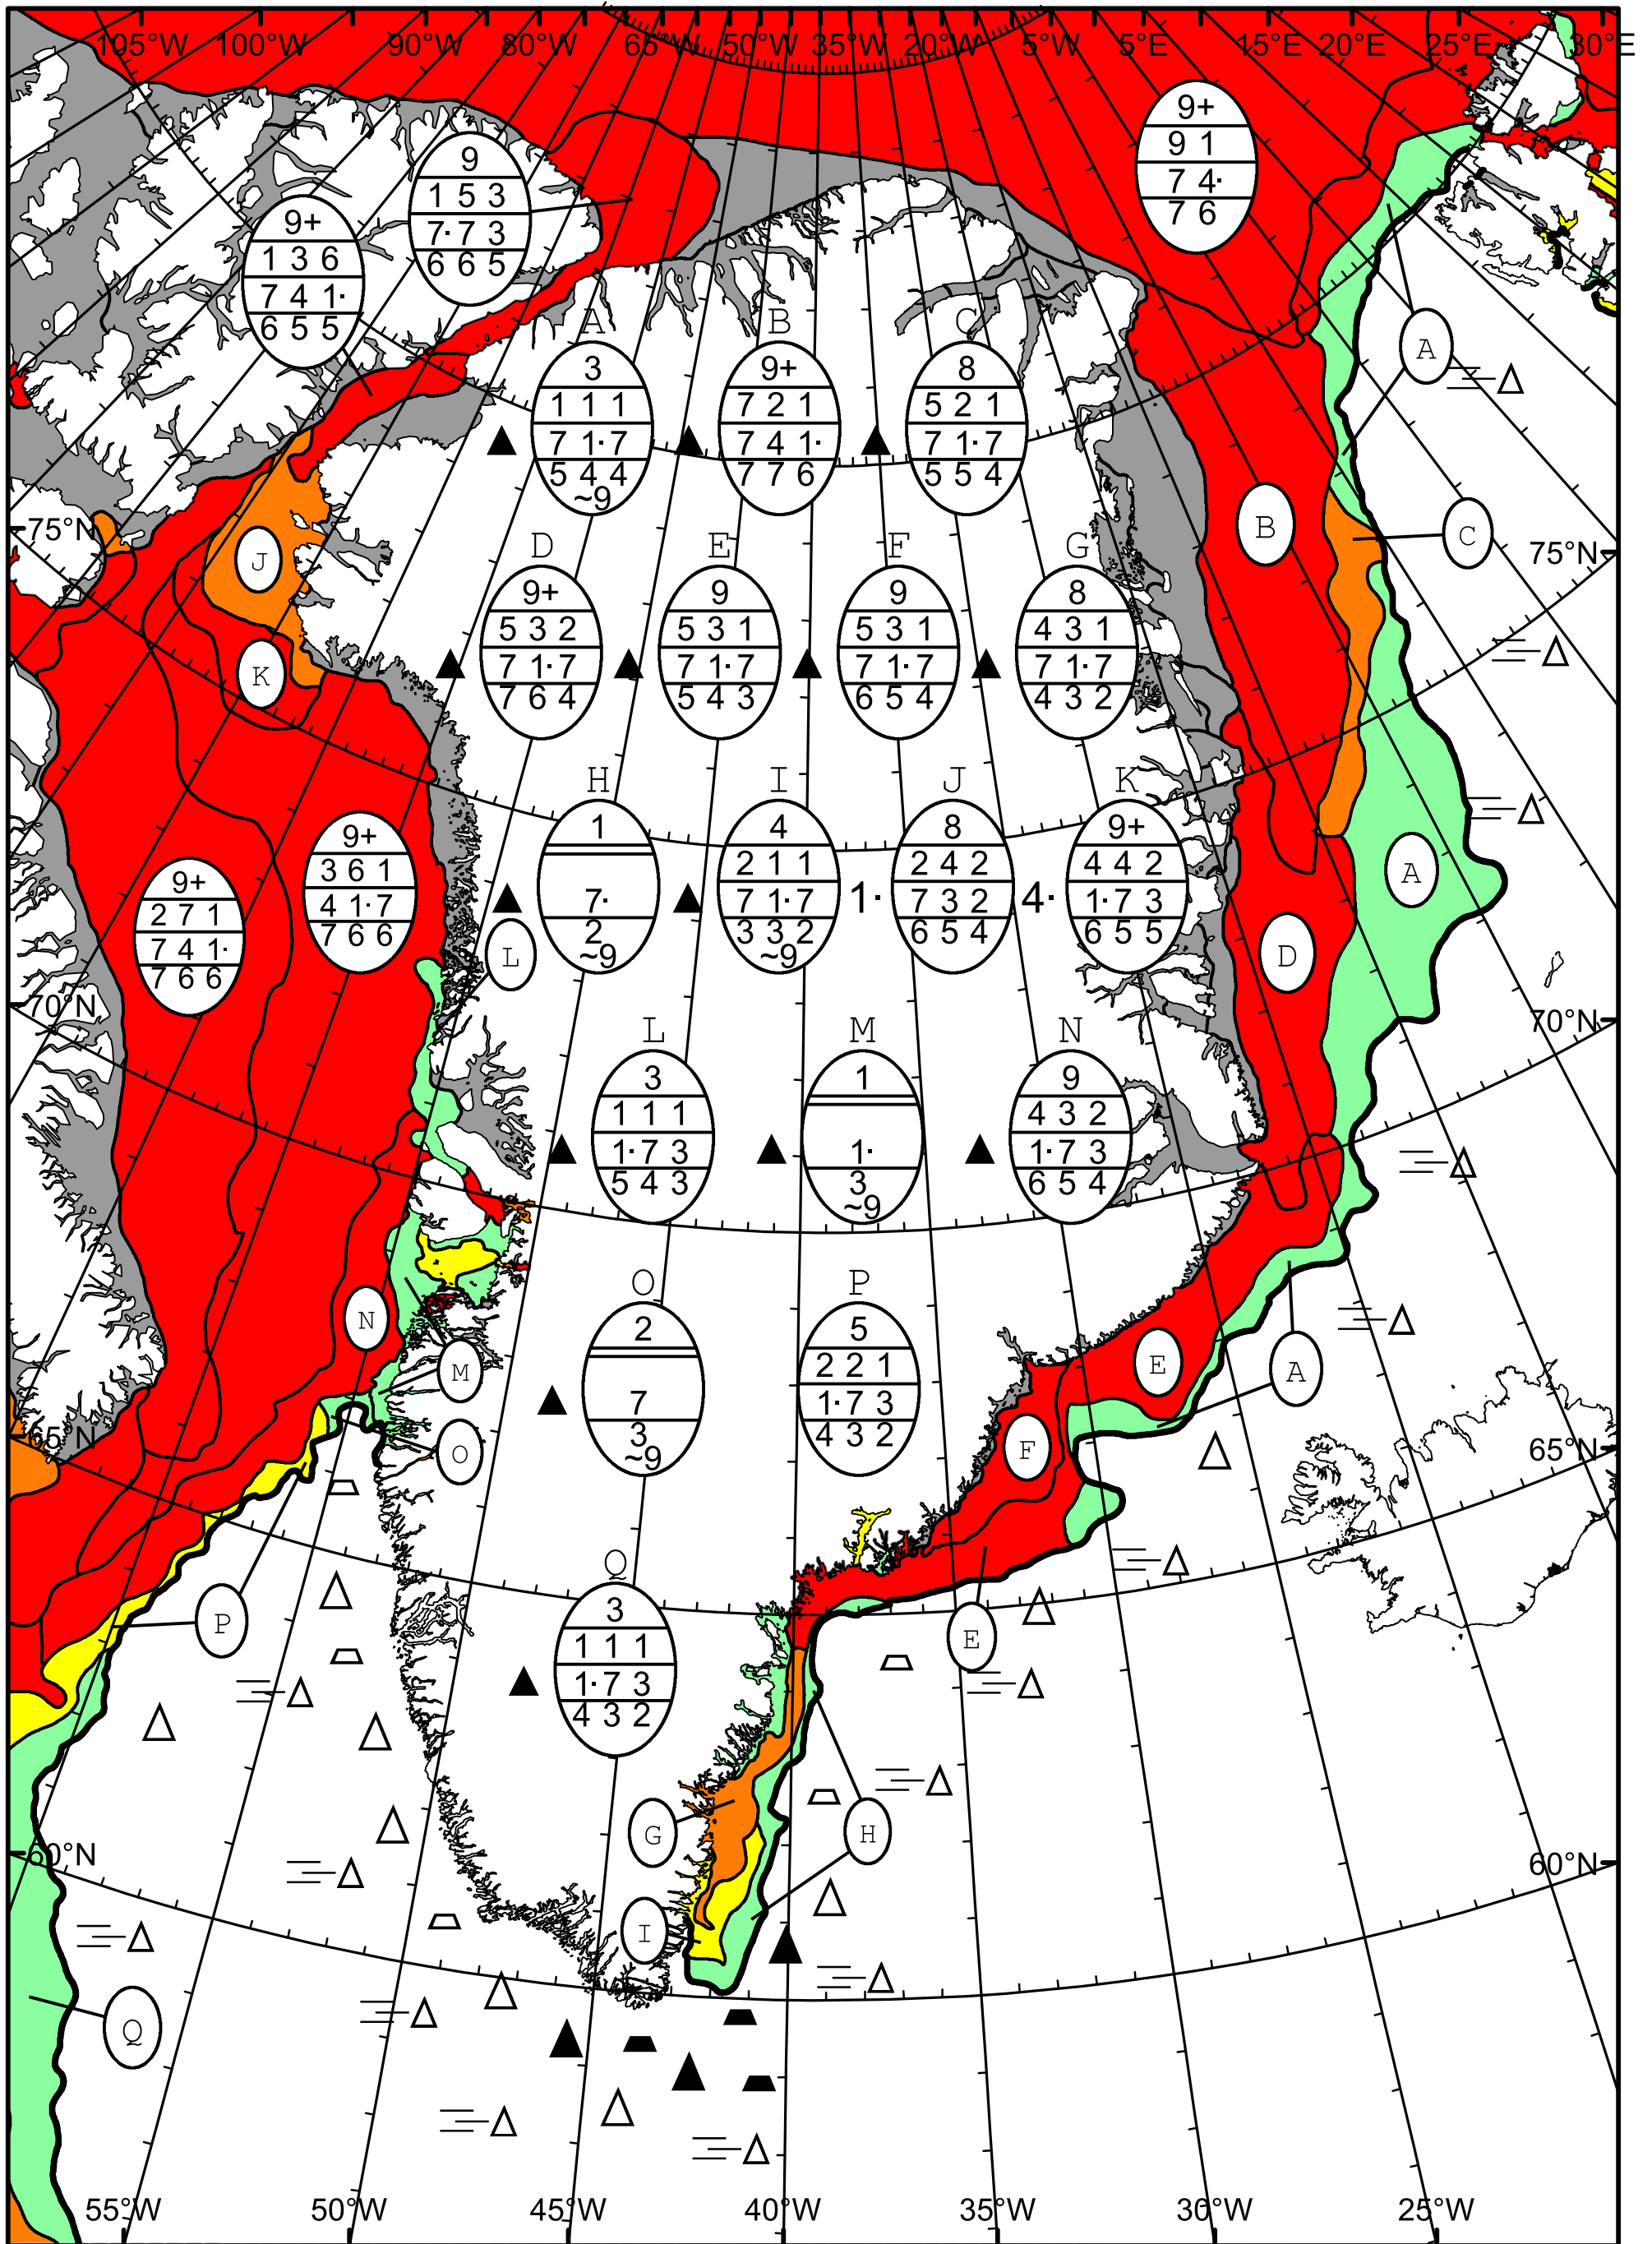 105°W 100°W 90°W 80°W 65°W 50°W 35°W 20°W 5°W 5°E 15°E 20°E 25°E 30°E
9+
9 1
7 4·
7 6
9
1 5 3
7·7 3
6 6 5
9+
1 3 6
7 4 1·
6 5 5
A
3
1 1 1
7 1·7
5 4 4
~9
B
9+
7 2 1
7 4 1·
7 7 6
C
8
5 2 1
7 1·7
5 5 4
A
B
C
75°N
75°N
J
K
D
9+
5 3 2
7 1·7
7 6 4
E
9
5 3 1
7 1·7
5 4 3
F
9
5 3 1
7 1·7
6 5 4
G
8
4 3 1
7 1·7
4 3 2
H
1
7·
2
~9
I
4
2 1 1
7 1·7
3 3 2
~9
1·
J
8
2 4 2
7 3 2
6 5 4
4·
K
9+
4 4 2
1·7 3
6 5 5
9+
3 6 1
4 1·7
7 6 6
9+
2 7 1
7 4 1·
7 6 6
A
L
D
70°N
70°N
L
3
1 1 1
1·7 3
5 4 3
M
1
1·
3
~9
N
9
4 3 2
1·7 3
6 5 4
O
2
7
3
~9
P
5
2 2 1
1·7 3
4 3 2
N
M
E
A
O
F
65°N
65°N
Q
3
1 1 1
1·7 3
4 3 2
P
E
G
H
60°N
60°N
I
Q
55°W 50°W 45°W 40°W 35°W 30°W 25°W